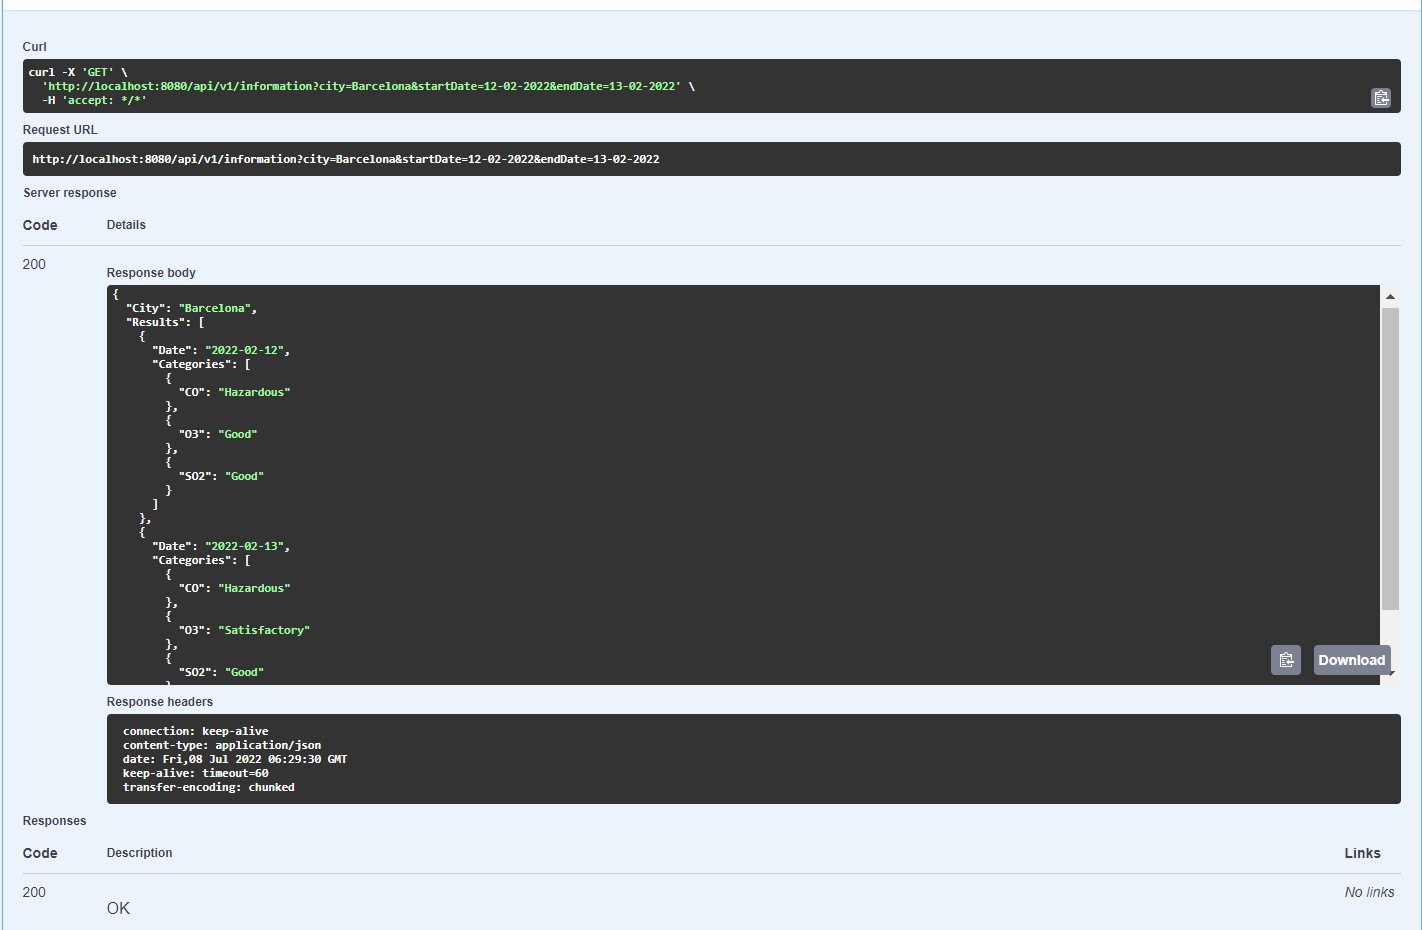 Curl
curl -X 'GET' \
  'http://localhost:8080/api/v1/information?city=Barcelona&startDate=12-02-2022&endDate=13-02-2022' \
  -H 'accept: */*'
Request URL
http://localhost:8080/api/v1/information?city=Barcelona&startDate=12-02-2022&endDate=13-02-2022
Server response
Code Details
200
Response body
{
  "City": "Barcelona",
  "Results": [
    {
      "Date": "2022-02-12",
      "Categories": [
        {
          "CO": "Hazardous"
        },
        {
          "O3": "Good"
        },
        {
          "SO2": "Good"
        }
      ]
    },
    {
      "Date": "2022-02-13",
      "Categories": [
        {
          "CO": "Hazardous"
        },
        {
          "O3": "Satisfactory"
        },
        {
          "SO2": "Good"
        }
Download
Response headers
connection: keep-alive
content-type: application/json
date: Fri,08 Jul 2022 06:29:30 GMT
keep-alive: timeout=60
transfer-encoding: chunked
Responses
Code Description Links
200 No links
OK